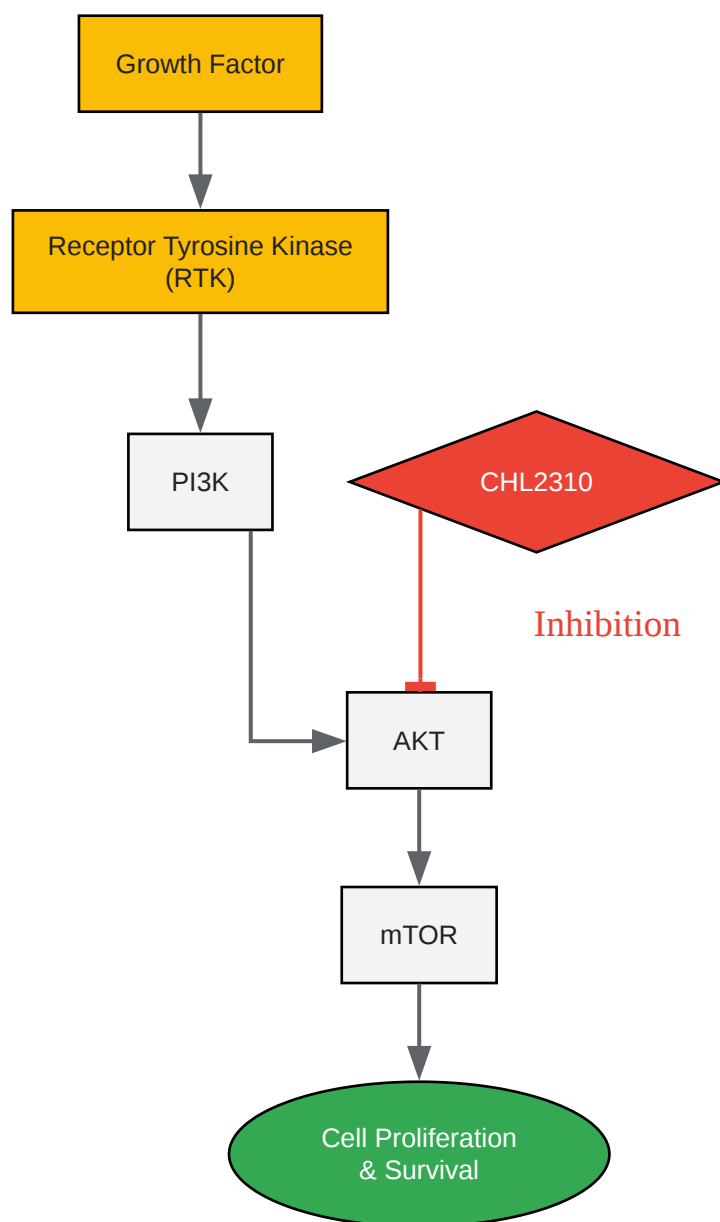 Growth Factor
Receptor Tyrosine Kinase
(RTK)
PI3K
CHL2310
Inhibition
AKT
mTOR
Cell Proliferation
& Survival